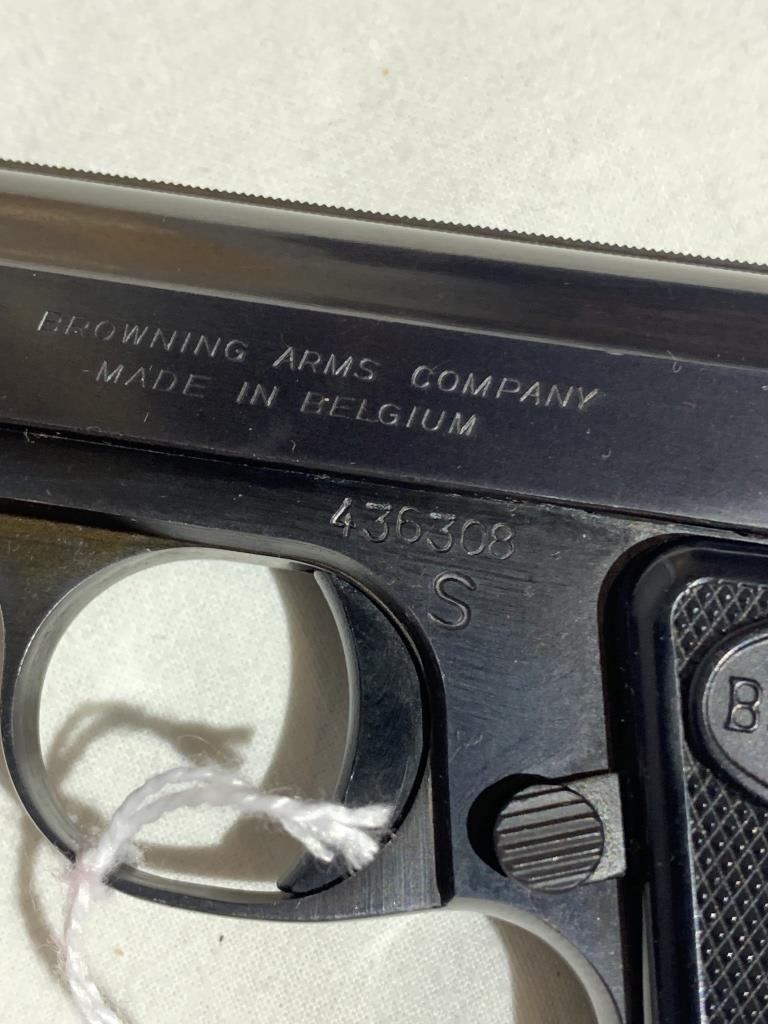 BROWNING ARMS COMPANY
MADE IN BELGIUM
436308
S
B